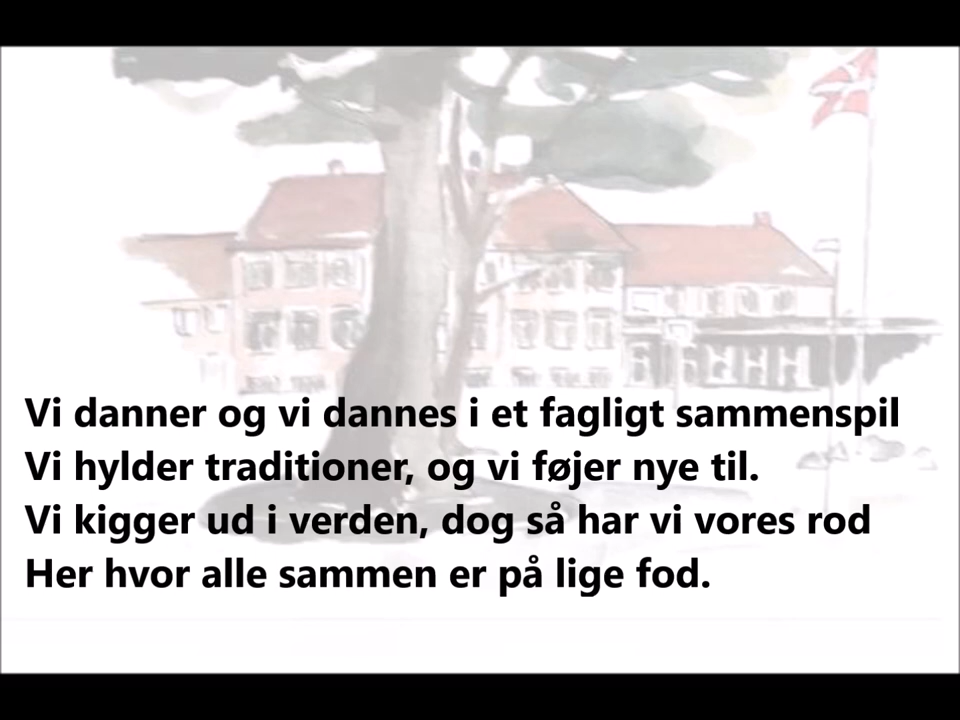 Vi danner og vi dannes i et fagligt sammenspil
Vi hylder traditioner, og vi føjer nye til.
Vi kigger ud i verden, dog så har vi vores rod
Her hvor alle sammen er på lige fod.